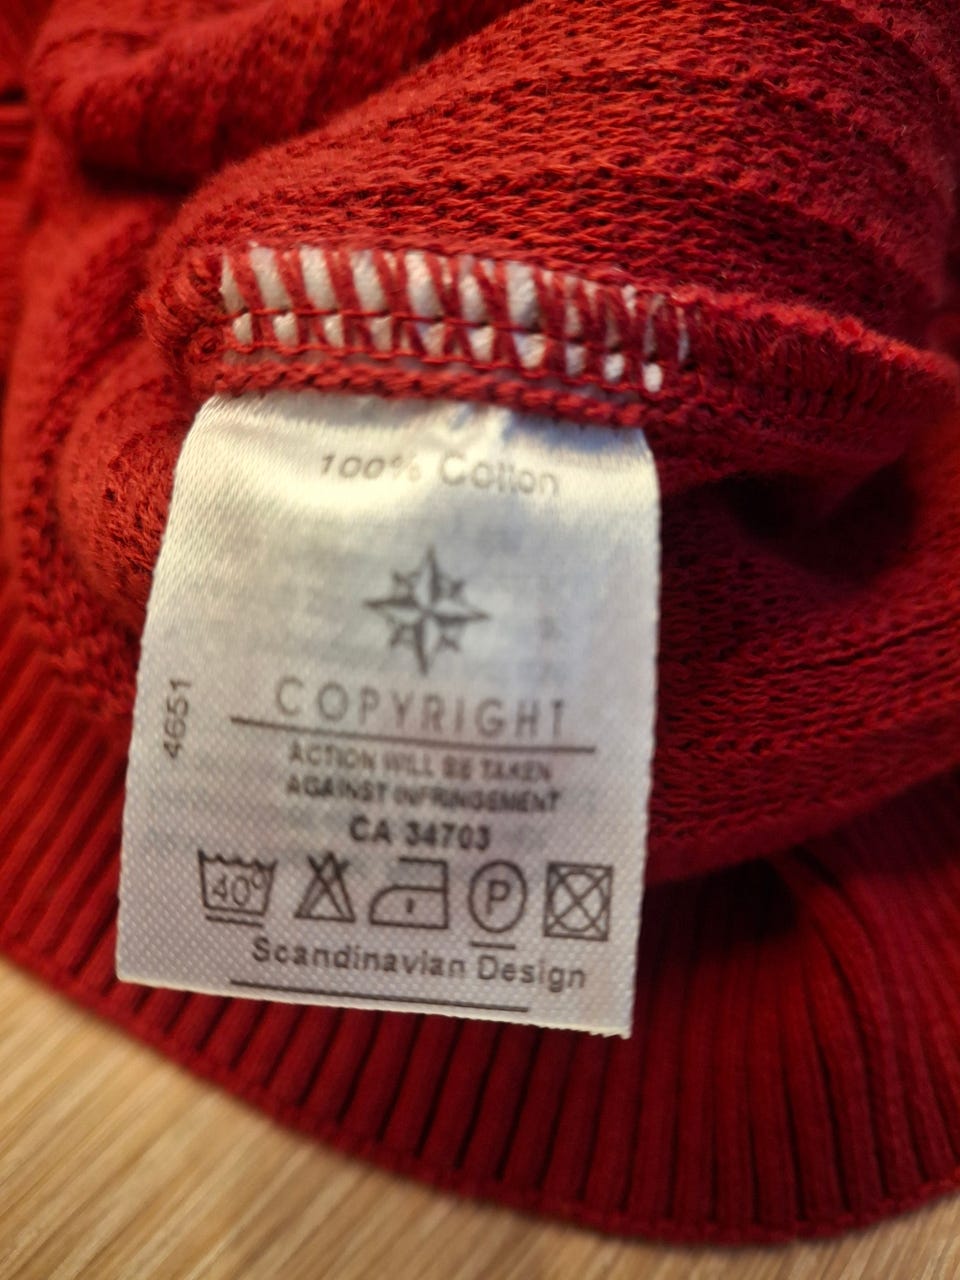 100% Cotton
COPYRIGHT
ACTION WILL BE TAKEN
AGAINST INFRINGEMENT
CA 34703
40°
P
Scandinavian Design
4651